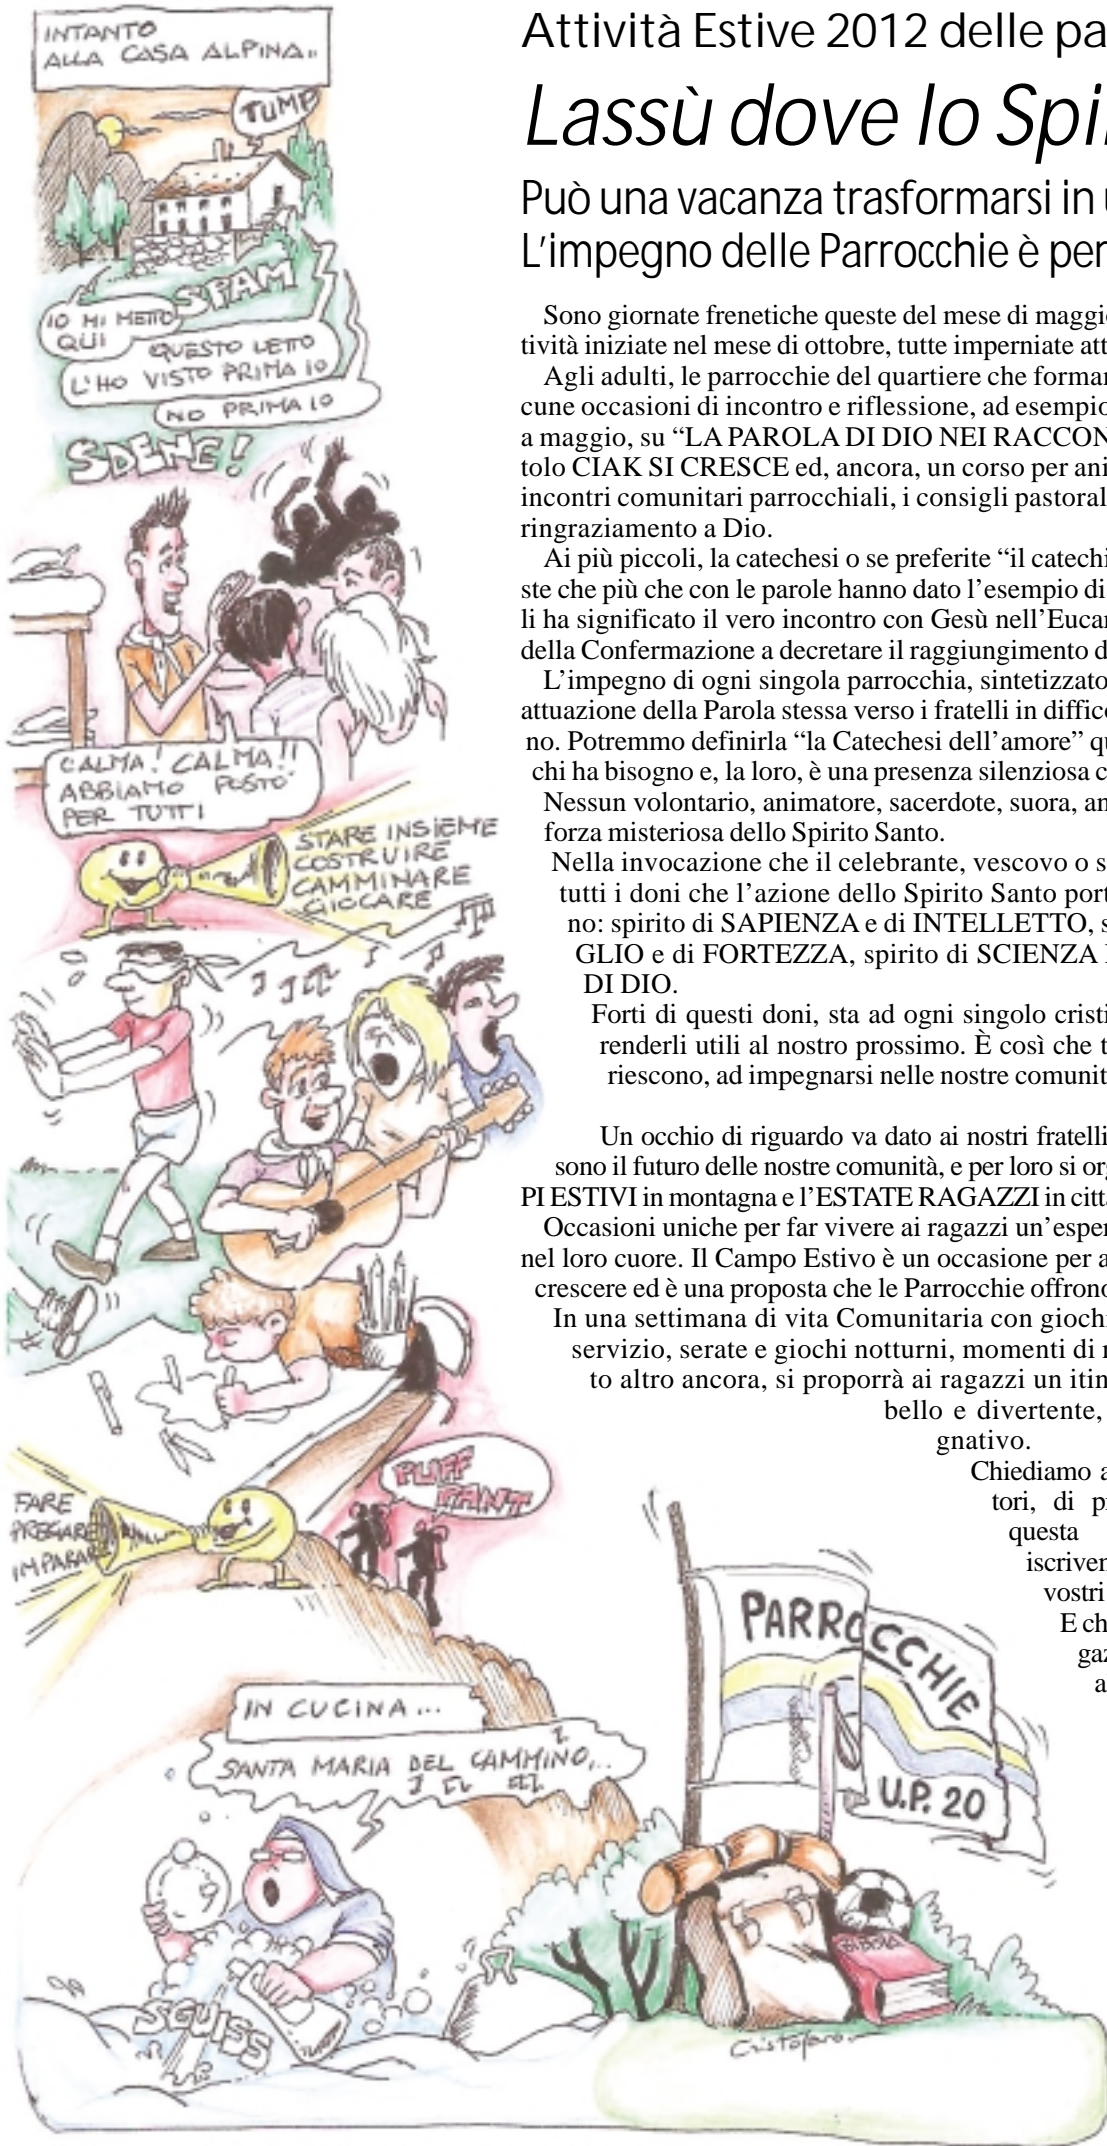 INTANTO
ALLA CASA ALPINA..
TUMP
SPAM
IO MI METTO
QUI
QUESTO LETTO
L'HO VISTO PRIMA IO
NO PRIMA IO
SDENG!
CALMA! CALMA!!
ABBIAMO POSTO
PER TUTTI
STARE INSIEME
COSTRUIRE
CAMMINARE
GIOCARE
FARE
PREGARE
IMPARARE
PUFF
PANT
IN CUCINA...
SANTA MARIA DEL CAMMINO...
SGUISS
PARROCCHIE
U.P. 20
BIBBIA
Cristofaro
Attività Estive 2012 delle pa
Lassù dove lo Spi
Può una vacanza trasformarsi in
L'impegno delle Parrocchie è per
Sono giornate frenetiche queste del mese di maggio
tività iniziate nel mese di ottobre, tutte imperniate att
Agli adulti, le parrocchie del quartiere che forma
cune occasioni di incontro e riflessione, ad esempio
a maggio, su “LA PAROLA DI DIO NEI RACCON
tolo CIAK SI CRESCE ed, ancora, un corso per ani
incontri comunitari parrocchiali, i consigli pastoral
ringraziamento a Dio.
Ai più piccoli, la catechesi o se preferite “il catechi
ste che più che con le parole hanno dato l’esempio di
li ha significato il vero incontro con Gesù nell’Eucar
della Confermazione a decretare il raggiungimento d
L’impegno di ogni singola parrocchia, sintetizzato
attuazione della Parola stessa verso i fratelli in diffico
no. Potremmo definirla “la Catechesi dell’amore” qu
chi ha bisogno e, la loro, è una presenza silenziosa c
Nessun volontario, animatore, sacerdote, suora, an
forza misteriosa dello Spirito Santo.
Nella invocazione che il celebrante, vescovo o s
tutti i doni che l’azione dello Spirito Santo port
no: spirito di SAPIENZA e di INTELLETTO, s
GLIO e di FORTEZZA, spirito di SCIENZA
DI DIO.
Forti di questi doni, sta ad ogni singolo cristi
renderli utili al nostro prossimo. È così che t
riescono, ad impegnarsi nelle nostre comunit
Un occhio di riguardo va dato ai nostri fratelli
sono il futuro delle nostre comunità, e per loro si org
PI ESTIVI in montagna e l’ESTATE RAGAZZI in citt
Occasioni uniche per far vivere ai ragazzi un’esper
nel loro cuore. Il Campo Estivo è un occasione per a
crescere ed è una proposta che le Parrocchie offrono
In una settimana di vita Comunitaria con giochi
servizio, serate e giochi notturni, momenti di
to altro ancora, si proporrà ai ragazzi un itin
bello e divertente,
gnativo.
Chiediamo a
tori, di p
questa
iscriven
vostri
E ch
gaz
a